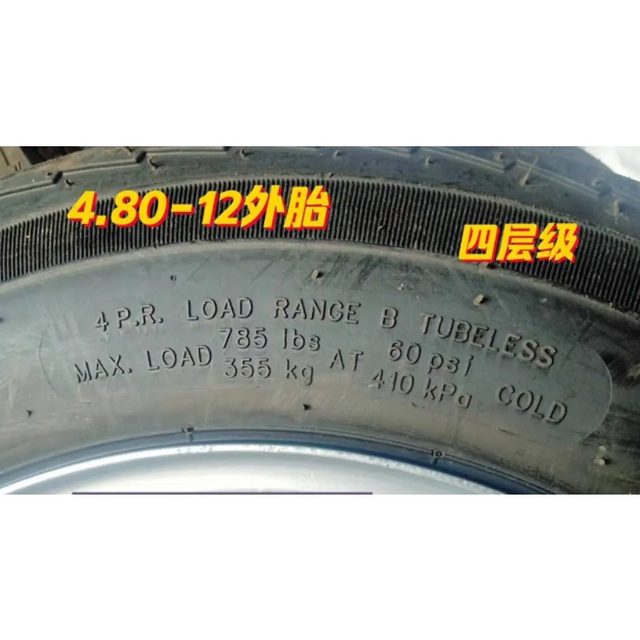 4.80-12外胎
四层级
4 P.R. LOAD RANGE B TUBELESS
MAX. LOAD 785 lbs AT 60 psi COLD
355 kg 410 kPa